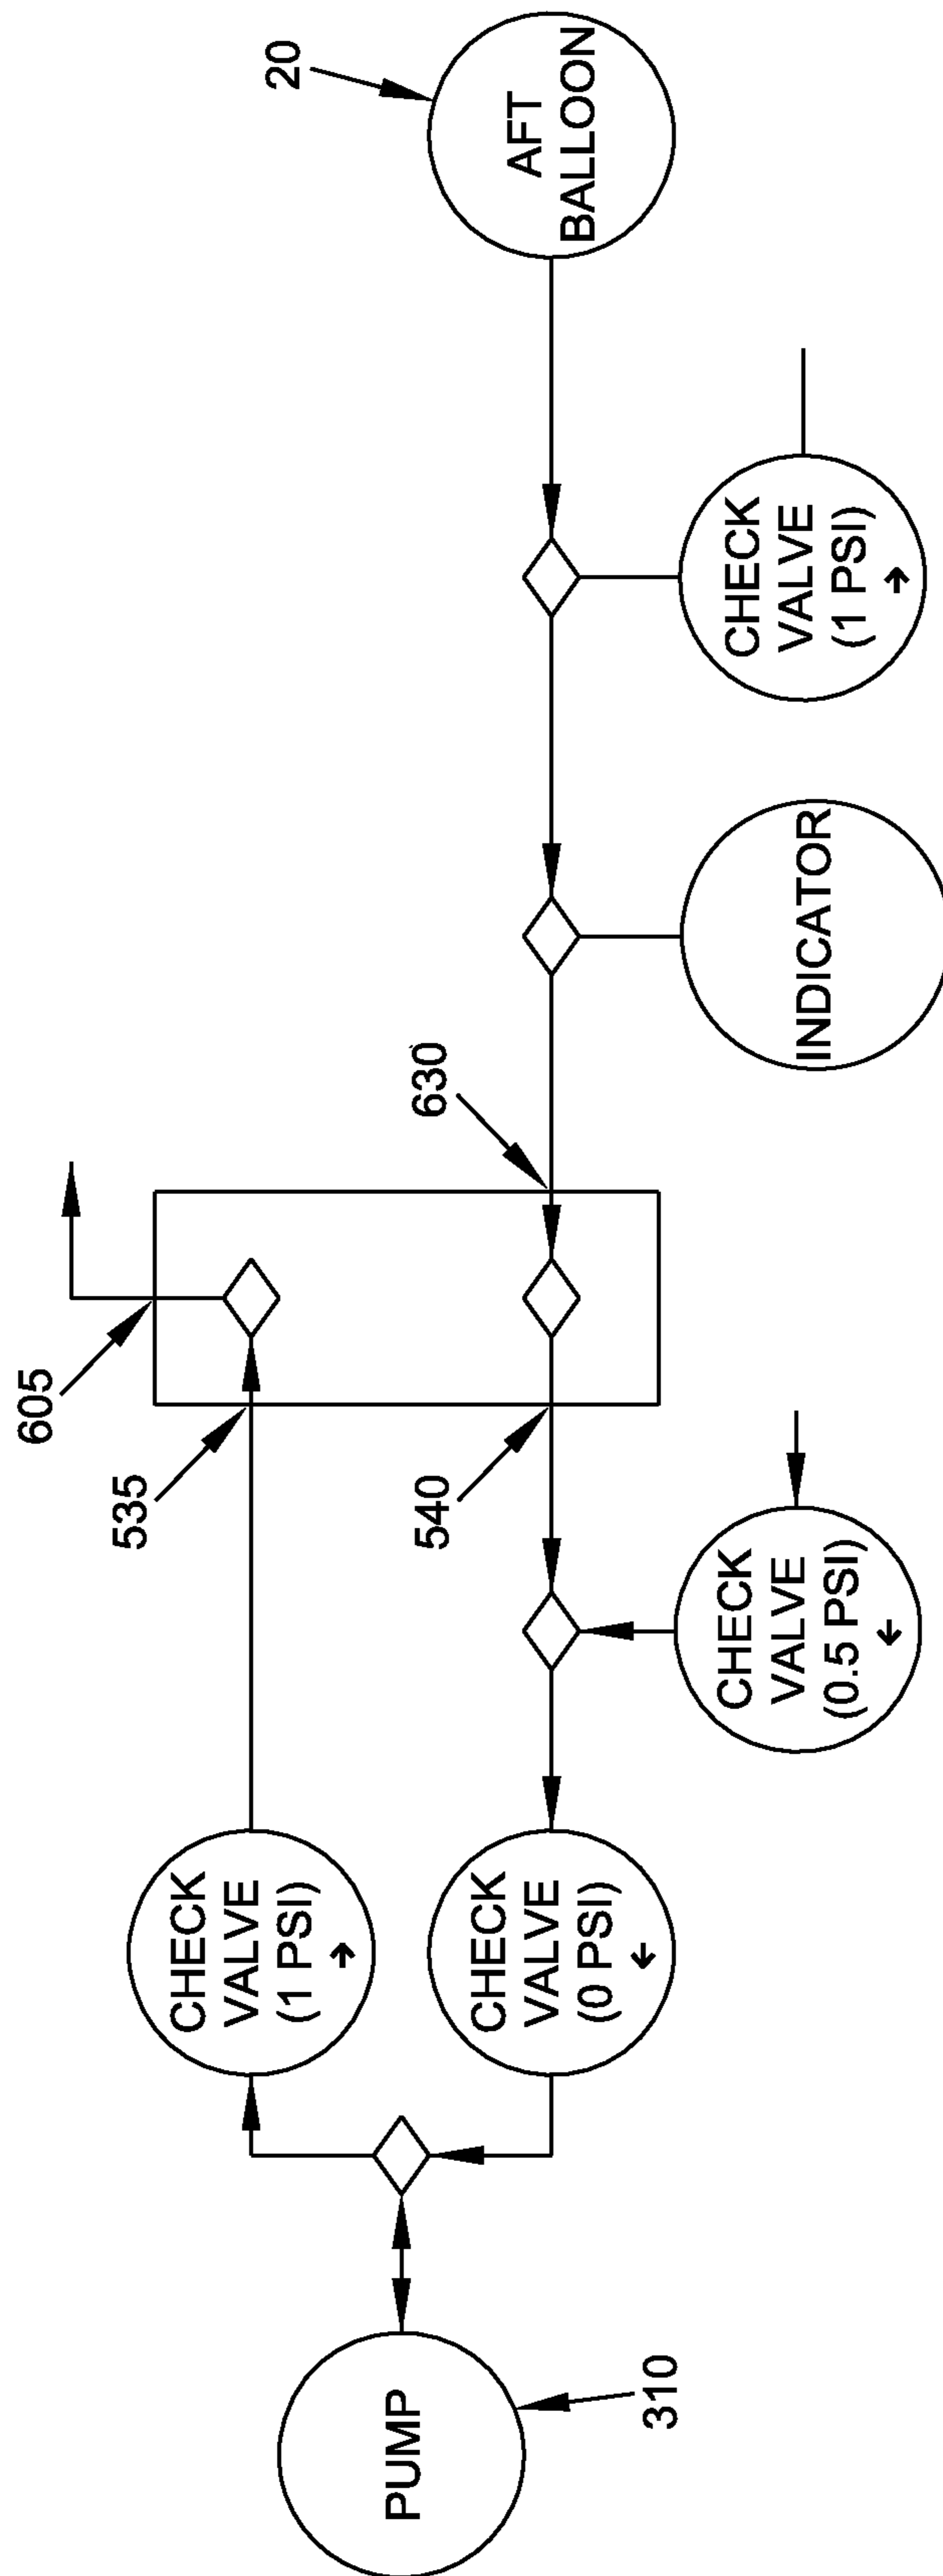 PUMP
310
CHECK
VALVE
(1 PSI)
→
CHECK
VALVE
(0 PSI)
←
535
605
540
630
CHECK
VALVE
(0.5 PSI)
←
INDICATOR
CHECK
VALVE
(1 PSI)
→
AFT
BALLOON
20